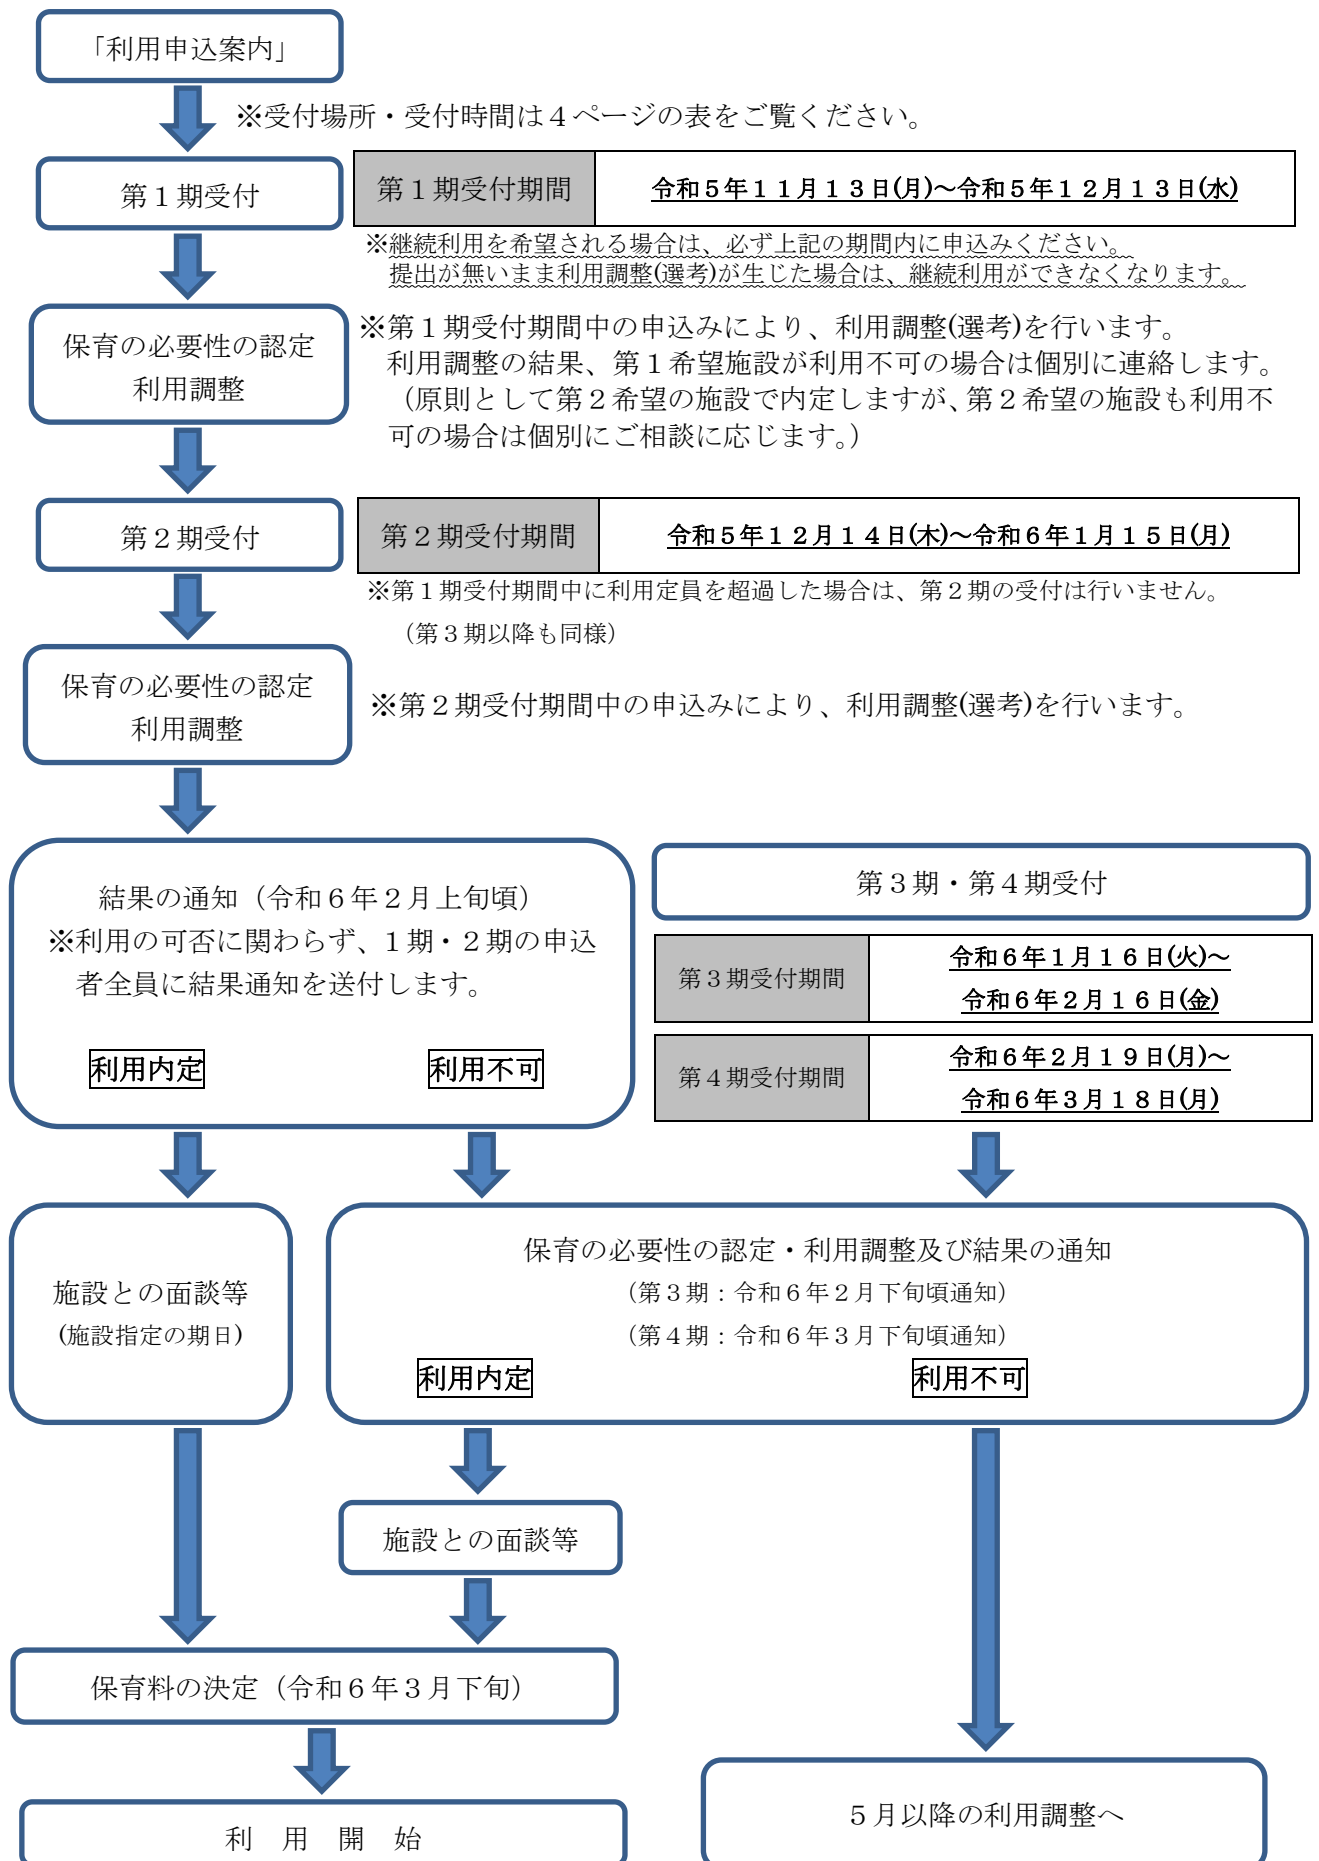 「利用申込案内」
※受付場所・受付時間は４ページの表をご覧ください。
第１期受付
第１期受付期間
令和５年１１月１３日(月)～令和５年１２月１３日(水)
※継続利用を希望される場合は、必ず上記の期間内に申込みください。
提出が無いまま利用調整(選考)が生じた場合は、継続利用ができなくなります。
保育の必要性の認定
利用調整
※第１期受付期間中の申込みにより、利用調整(選考)を行います。
利用調整の結果、第１希望施設が利用不可の場合は個別に連絡します。
（原則として第２希望の施設で内定しますが、第２希望の施設も利用不
可の場合は個別にご相談に応じます。）
第２期受付
第２期受付期間
令和５年１２月１４日(木)～令和６年１月１５日(月)
※第１期受付期間中に利用定員を超過した場合は、第２期の受付は行いません。
（第３期以降も同様）
保育の必要性の認定
利用調整
※第２期受付期間中の申込みにより、利用調整(選考)を行います。
結果の通知（令和６年２月上旬頃）
※利用の可否に関わらず、１期・２期の申込
者全員に結果通知を送付します。
利用内定
利用不可
第３期・第４期受付
第３期受付期間
令和６年１月１６日(火)～
令和６年２月１６日(金)
第４期受付期間
令和６年２月１９日(月)～
令和６年３月１８日(月)
施設との面談等
(施設指定の期日)
保育の必要性の認定・利用調整及び結果の通知
（第３期：令和６年２月下旬頃通知）
（第４期：令和６年３月下旬頃通知）
利用内定
利用不可
施設との面談等
保育料の決定（令和６年３月下旬）
利　用　開　始
５月以降の利用調整へ